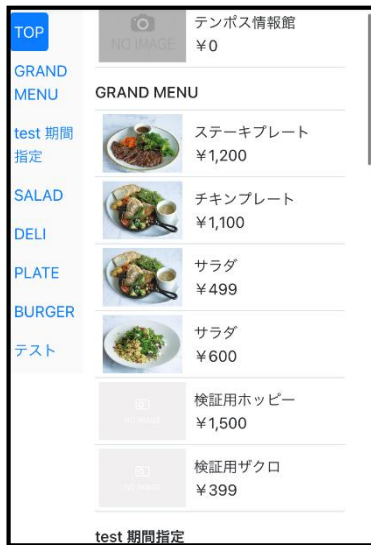 TOP
GRAND
MENU
test 期間
指定
SALAD
DELI
PLATE
BURGER
テスト
NO IMAGE
テンポス情報館
￥0
GRAND MENU
ステーキプレート
￥1,200
チキンプレート
￥1,100
サラダ
￥499
サラダ
￥600
NO IMAGE
検証用ホッピー
￥1,500
NO IMAGE
検証用ザクロ
￥399
test 期間指定